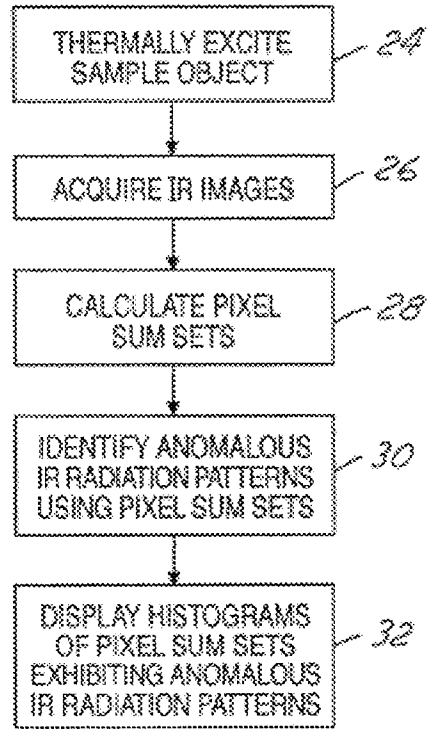 THERMALLY EXCITE
SAMPLE OBJECT
24
ACQUIRE IR IMAGES
26
CALCULATE PIXEL
SUM SETS
28
IDENTIFY ANOMALOUS
IR RADIATION PATTERNS
USING PIXEL SUM SETS
30
DISPLAY HISTOGRAMS
OF PIXEL SUM SETS
EXHIBITING ANOMALOUS
IR RADIATION PATTERNS
32